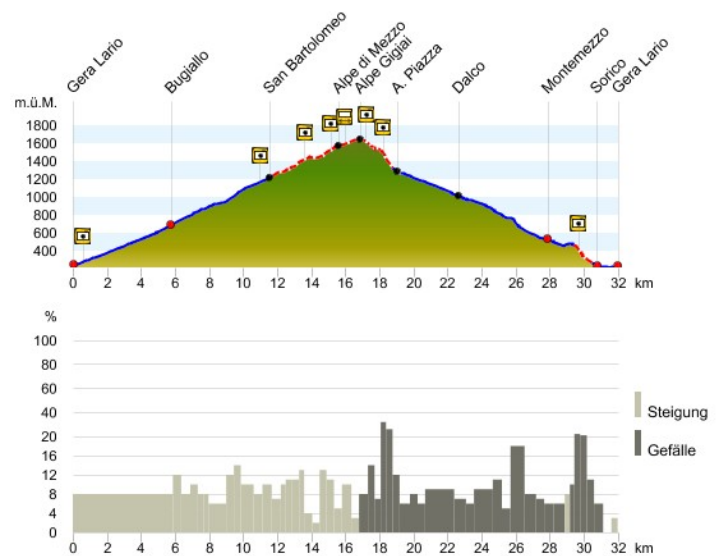 Gera Lario
Bugiallo
San Bartolomeo
Alpe di Mezzo
Alpe Gigiai
A. Piazza
Dalco
Montemezzo
Sorico
Gera Lario
m.ü.M.
1800
1600
1400
1200
1000
800
600
400
0 2 4 6 8 10 12 14 16 18 20 22 24 26 28 30 32 km
%
100
80
60
40
20
16
12
8
4
0
Steigung
Gefälle
0 2 4 6 8 10 12 14 16 18 20 22 24 26 28 30 32 km